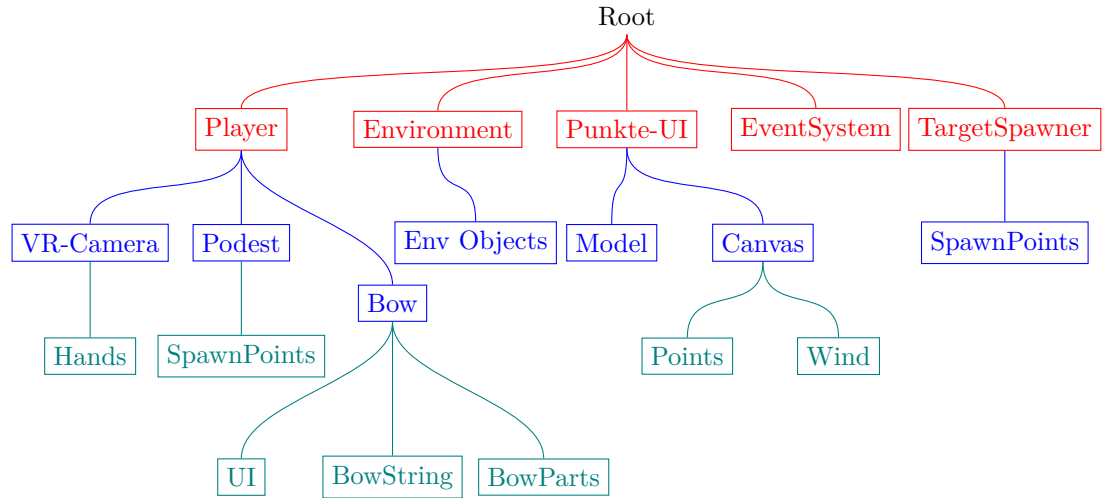 Root
Player
Environment
Punkte-UI
EventSystem
TargetSpawner
VR-Camera
Podest
Env Objects
Model
Canvas
SpawnPoints
Bow
Hands
SpawnPoints
Points
Wind
UI
BowString
BowParts